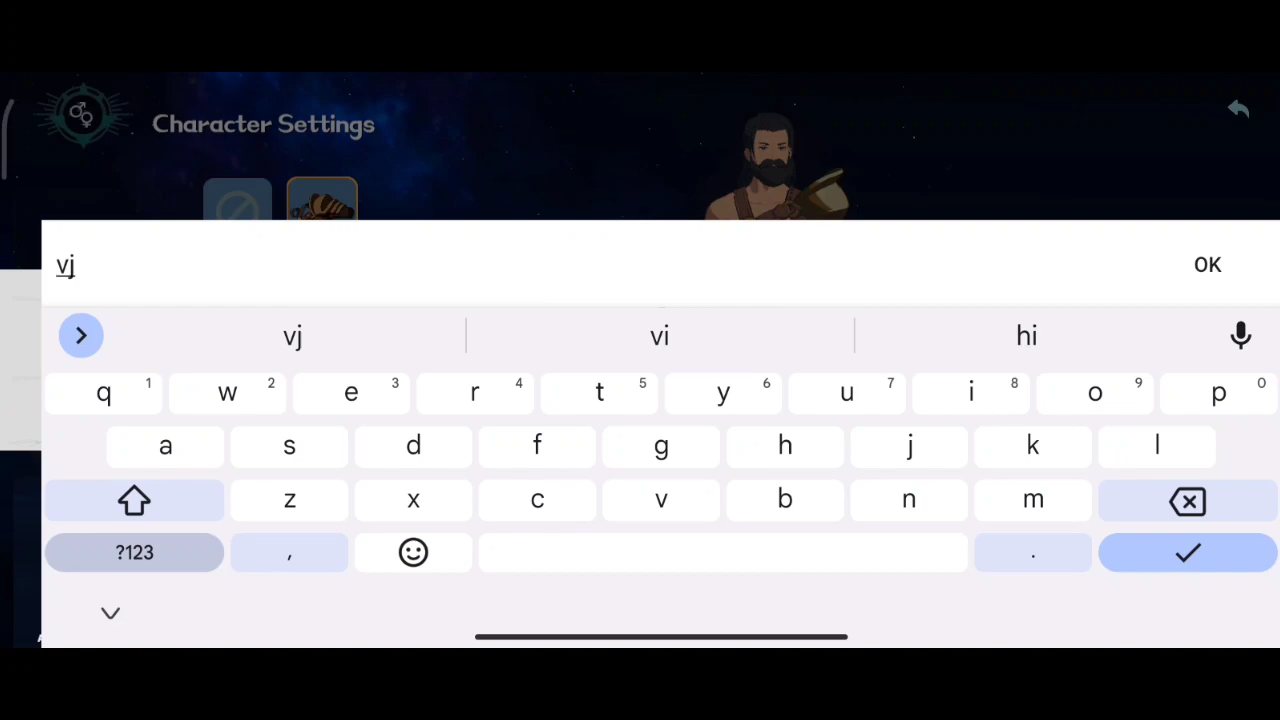 Character Settings
vj OK
vj vi hi
q 1 w 2 e 3 r 4 t 5 y 6 u 7 i 8 o 9 p 0
a s d f g h j k l
z x c v b n m
?123 , .